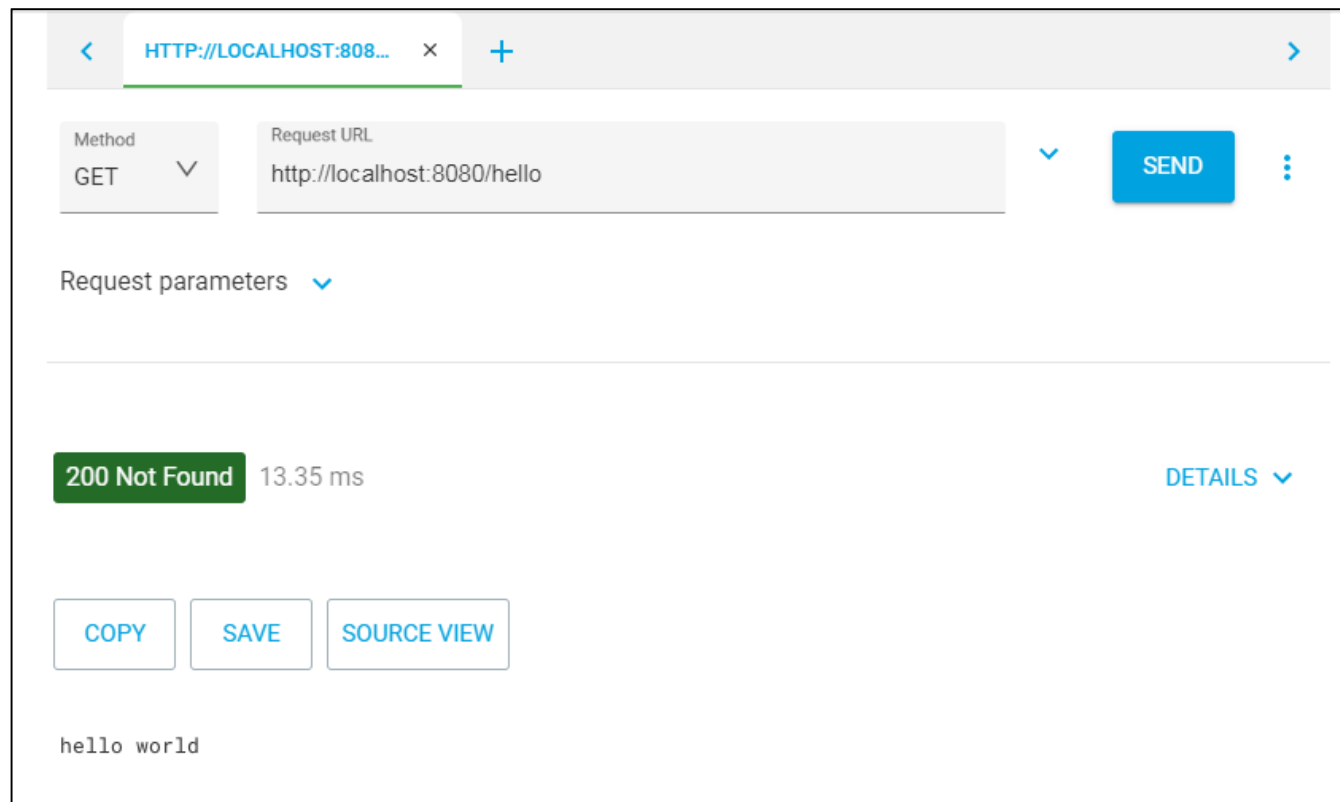 HTTP://LOCALHOST:808...
Method
GET
Request URL
http://localhost:8080/hello
SEND
Request parameters
200 Not Found 13.35 ms
DETAILS
COPY SAVE SOURCE VIEW
hello world